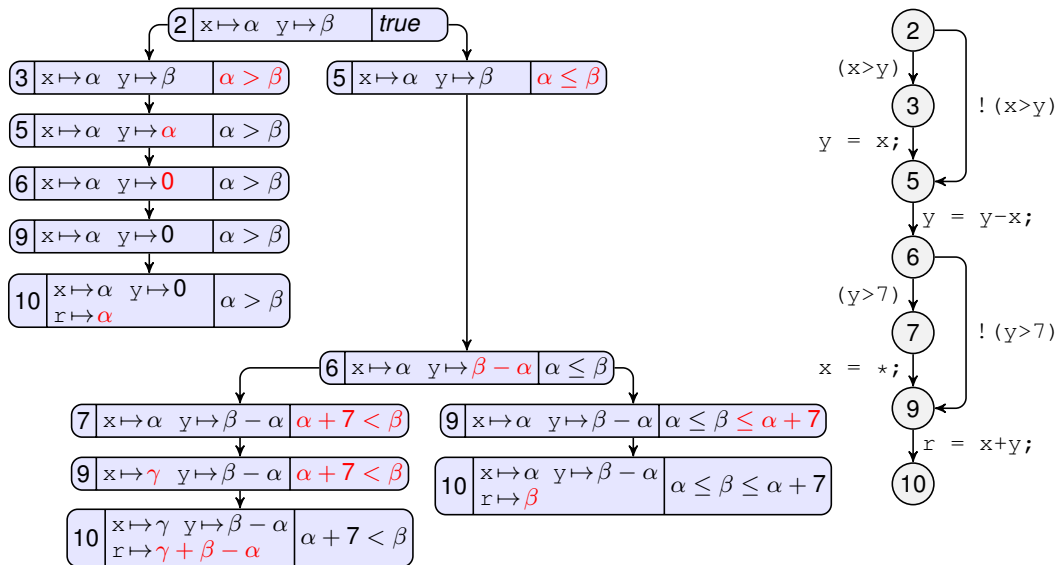 2 x↦α y↦β true
3 x↦α y↦β α > β
5 x↦α y↦β α ≤ β
5 x↦α y↦α α > β
6 x↦α y↦0 α > β
9 x↦α y↦0 α > β
10 x↦α y↦0 α > β
r↦α
6 x↦α y↦β − α α ≤ β
7 x↦α y↦β − α α + 7 < β
9 x↦α y↦β − α α ≤ β ≤ α + 7
9 x↦γ y↦β − α α + 7 < β
10 x↦α y↦β − α α ≤ β ≤ α + 7
r↦β
10 x↦γ y↦β − α α + 7 < β
r↦γ + β − α
2
(x>y)
3
!(x>y)
y = x;
5
y = y-x;
6
(y>7)
7
!(y>7)
x = *;
9
r = x+y;
10